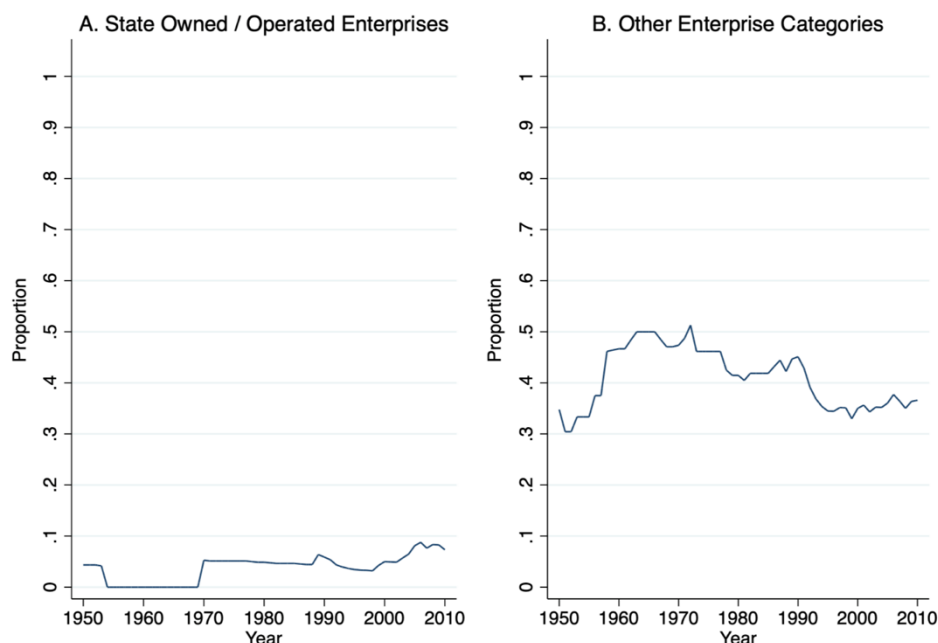 A. State Owned / Operated Enterprises
Proportion
1
.9
.8
.7
.6
.5
.4
.3
.2
.1
0
1950 1960 1970 1980 1990 2000 2010
Year
B. Other Enterprise Categories
Proportion
1
.9
.8
.7
.6
.5
.4
.3
.2
.1
0
1950 1960 1970 1980 1990 2000 2010
Year